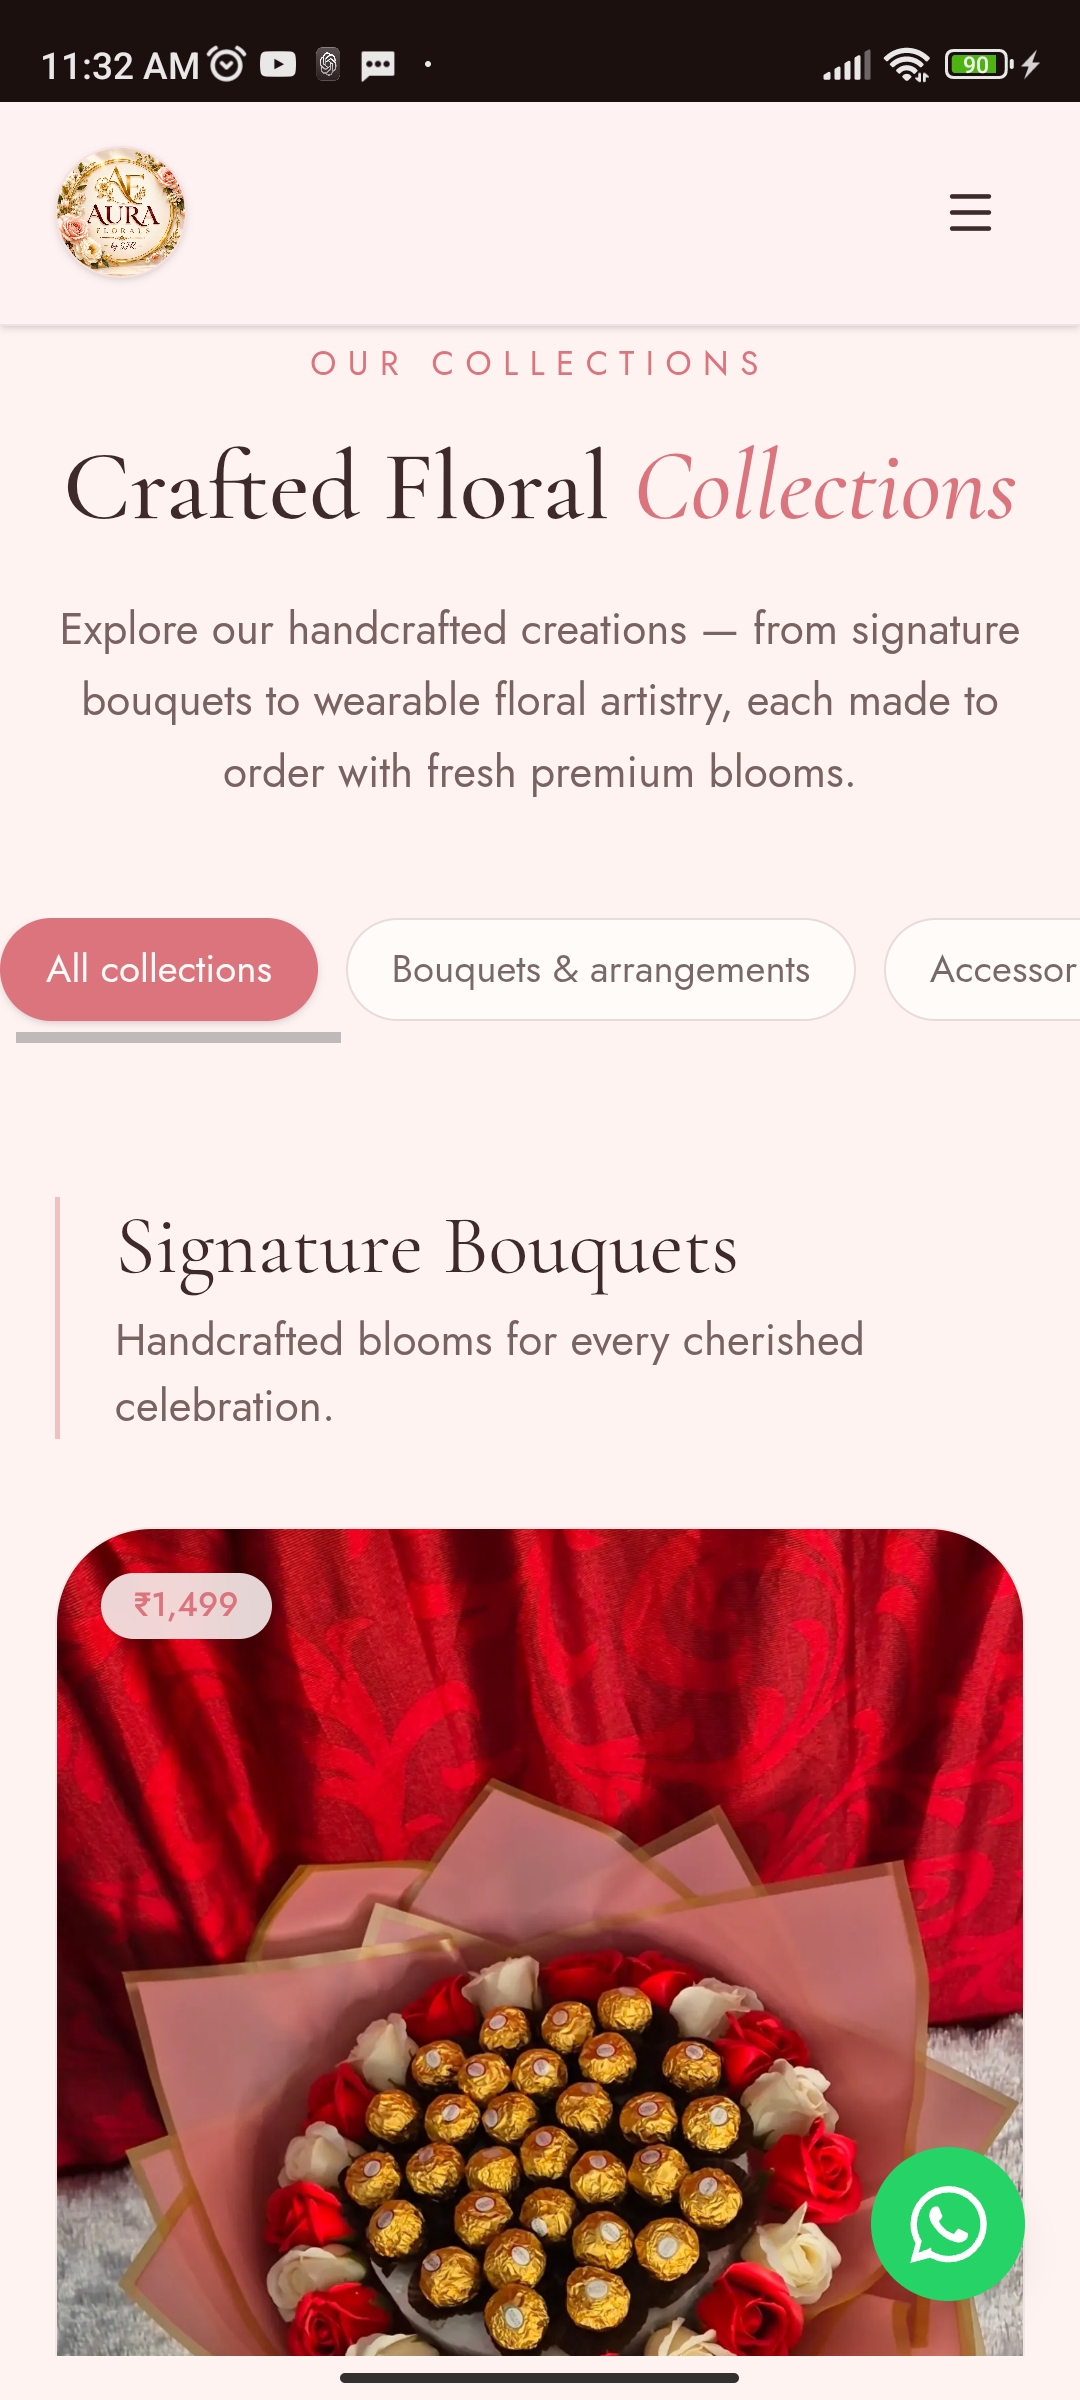 11:32 AM
90
AF
AURA
FLORALS
OUR COLLECTIONS
Crafted Floral Collections
Explore our handcrafted creations — from signature
bouquets to wearable floral artistry, each made to
order with fresh premium blooms.
All collections
Bouquets & arrangements
Accessor
Signature Bouquets
Handcrafted blooms for every cherished
celebration.
₹1,499